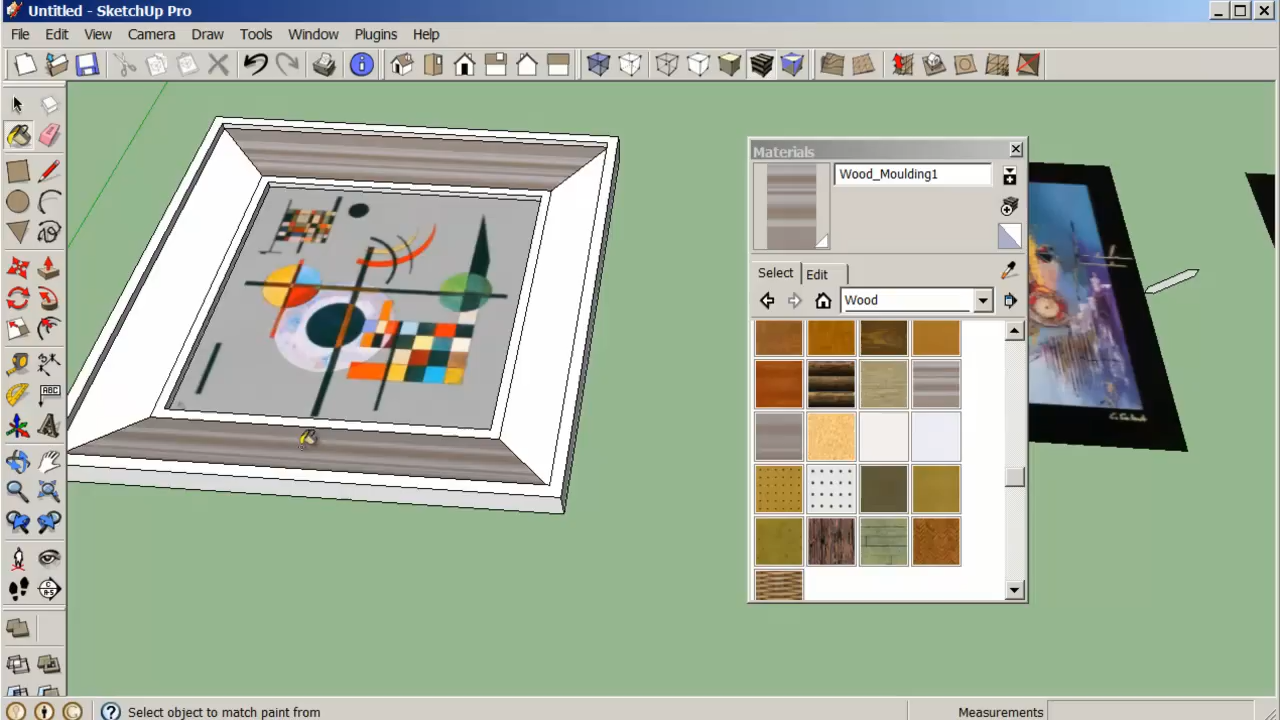 Untitled - SketchUp Pro
File Edit View Camera Draw Tools Window Plugins Help
Materials
Wood_Moulding1
Select Edit
Wood
ABC
Select object to match paint from
Measurements